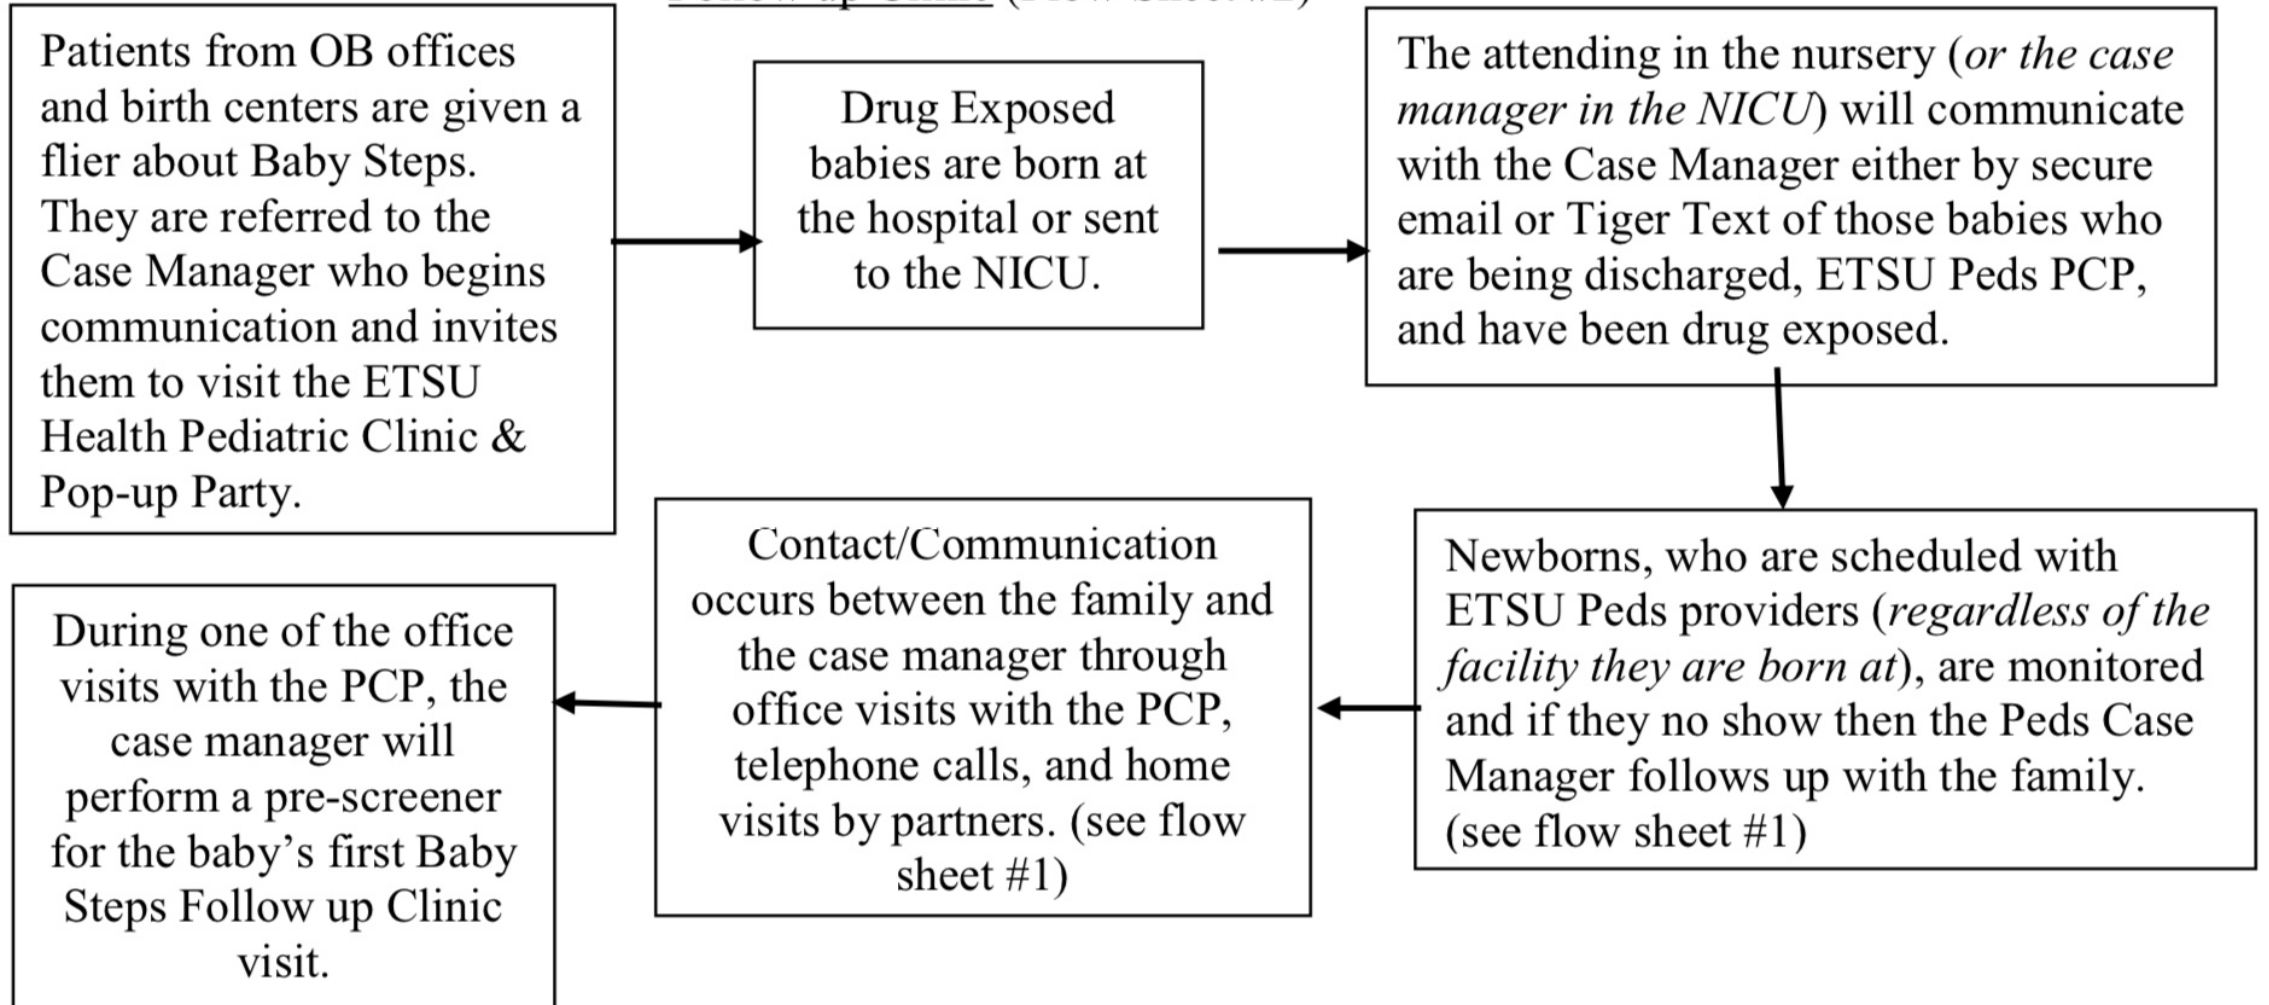 Patients from OB offices
and birth centers are given a
flier about Baby Steps.
They are referred to the
Case Manager who begins
communication and invites
them to visit the ETSU
Health Pediatric Clinic &
Pop-up Party.
Drug Exposed
babies are born at
the hospital or sent
to the NICU.
The attending in the nursery (or the case
manager in the NICU) will communicate
with the Case Manager either by secure
email or Tiger Text of those babies who
are being discharged, ETSU Peds PCP,
and have been drug exposed.
Newborns, who are scheduled with
ETSU Peds providers (regardless of the
facility they are born at), are monitored
and if they no show then the Peds Case
Manager follows up with the family.
(see flow sheet #1)
Contact/Communication
occurs between the family and
the case manager through
office visits with the PCP,
telephone calls, and home
visits by partners. (see flow
sheet #1)
During one of the office
visits with the PCP, the
case manager will
perform a pre-screener
for the baby’s first Baby
Steps Follow up Clinic
visit.